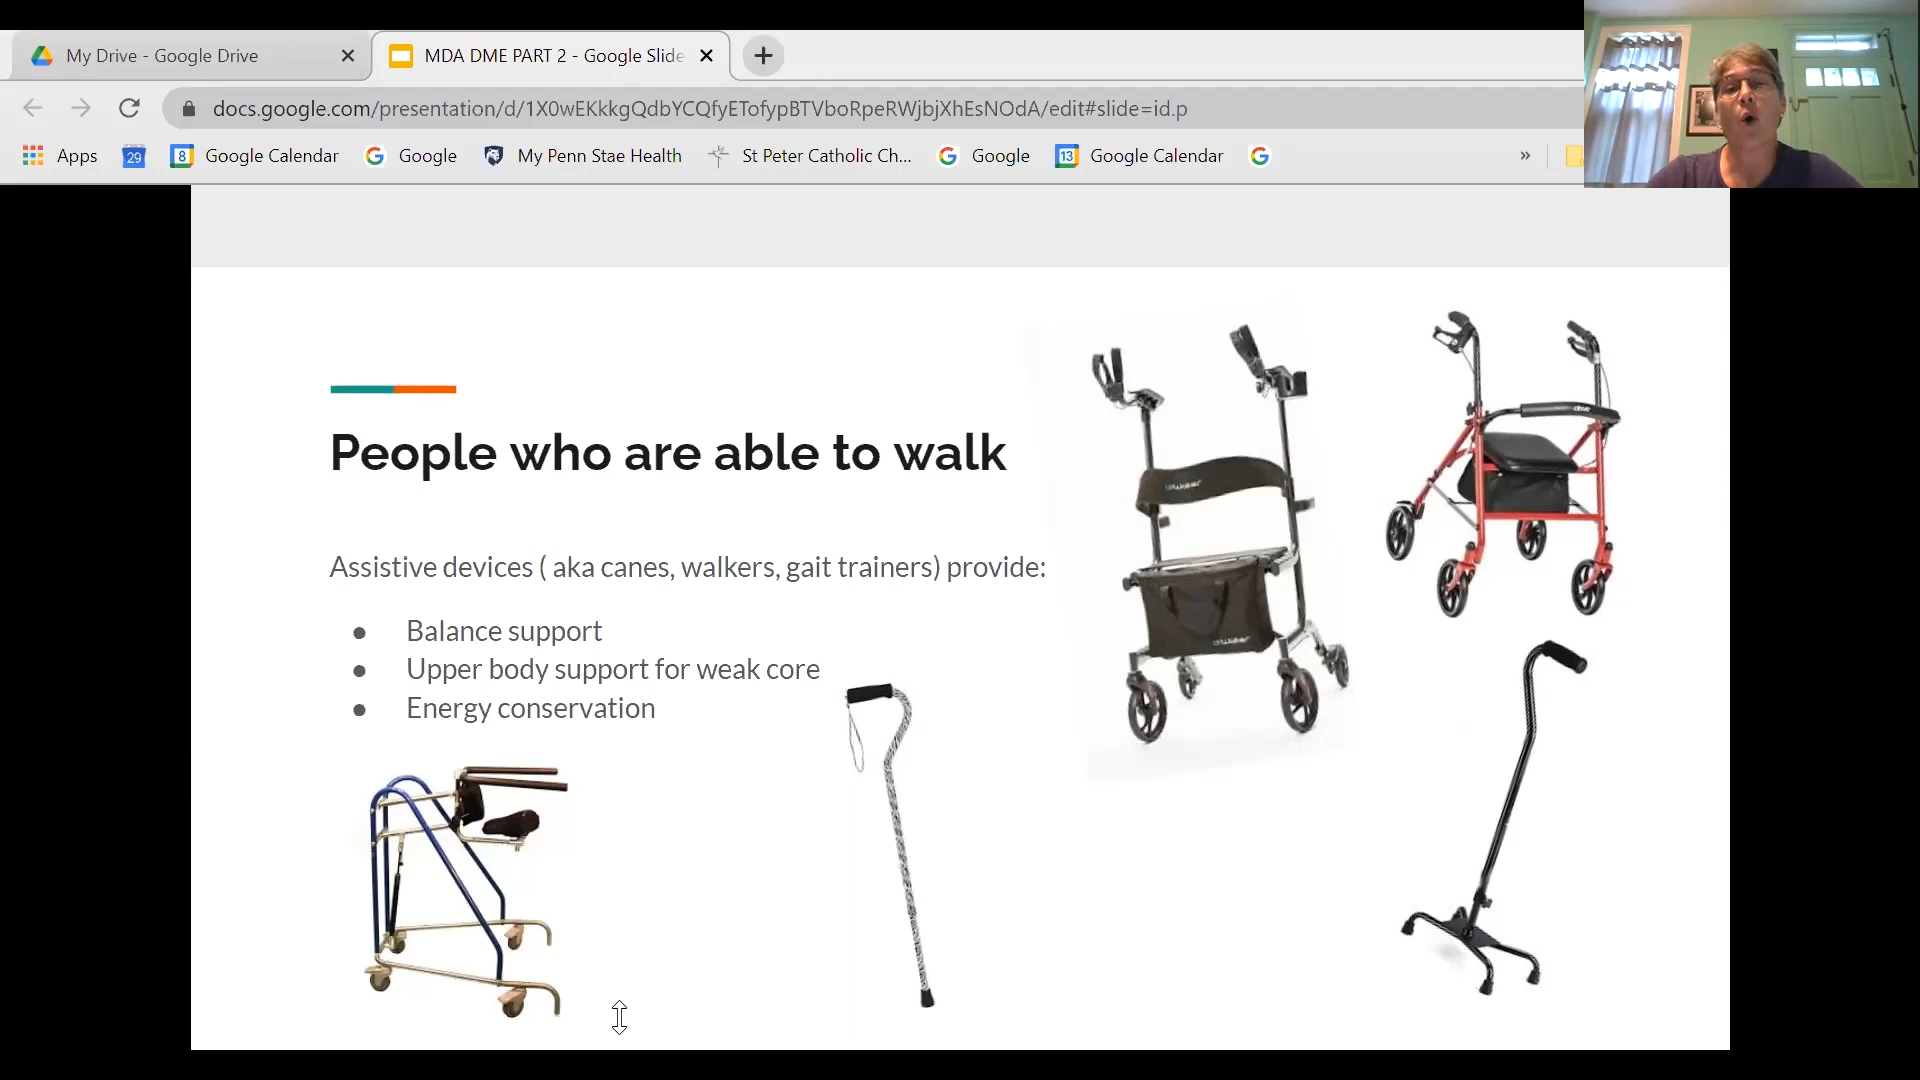 My Drive - Google Drive
MDA DME PART 2 - Google Slide
docs.google.com/presentation/d/1X0wEKkkgQdbYCQfyETofypBTVboRpeRWjbjXhEsNOdA/edit#slide=id.p
Apps 29 8 Google Calendar Google My Penn Stae Health St Peter Catholic Ch... Google 13 Google Calendar »
People who are able to walk
Assistive devices ( aka canes, walkers, gait trainers) provide:
● Balance support
● Upper body support for weak core
● Energy conservation
drive